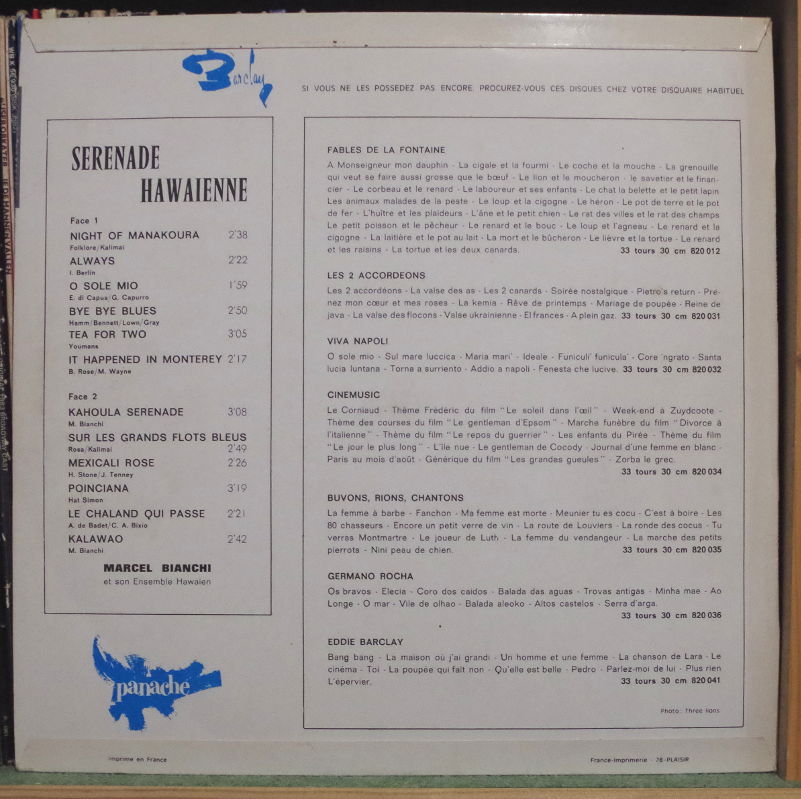 Barclay
SI VOUS NE LES POSSEDEZ PAS ENCORE, PROCUREZ-VOUS CES DISQUES CHEZ VOTRE DISQUAIRE HABITUEL
SERENADE
HAWAIENNE
Face 1
NIGHT OF MANAKOURA 2'38
Folklore/Kalimai
ALWAYS 2'22
I. Berlin
O SOLE MIO 1'59
E. di Capua/G. Capurro
BYE BYE BLUES 2'50
Hamm/Bennett/Lown/Gray
TEA FOR TWO 3'05
Youmans
IT HAPPENED IN MONTEREY 2'17
B. Rose/M. Wayne
Face 2
KAHOULA SERENADE 3'08
M. Bianchi
SUR LES GRANDS FLOTS BLEUS
Rosa/Kalimai 2'49
MEXICALI ROSE 2'26
H. Stone/J. Tenney
POINCIANA 3'19
Hat Simon
LE CHALAND QUI PASSE 2'21
A. de Badet/C. A. Bixio
KALAWAO 2'42
M. Bianchi
MARCEL BIANCHI
et son Ensemble Hawaien
panache
FABLES DE LA FONTAINE
A Monseigneur mon dauphin - La cigale et la fourmi - Le coche et la mouche - La grenouille
qui veut se faire aussi grosse que le bœuf - Le lion et le moucheron - le savetier et le finan-
cier - Le corbeau et le renard - Le laboureur et ses enfants - Le chat la belette et le petit lapin
Les animaux malades de la peste - Le loup et la cigogne - Le héron - Le pot de terre et le pot
de fer - L'huître et les plaideurs - L'âne et le petit chien - Le rat des villes et le rat des champs
Le petit poisson et le pêcheur - Le renard et le bouc - Le loup et l'agneau - Le renard et la
cigogne - La laitière et le pot au lait - La mort et le bûcheron - Le lièvre et la tortue - Le renard
et les raisins - La tortue et les deux canards. 33 tours 30 cm 820 012
LES 2 ACCORDEONS
Les 2 accordéons - La valse des as - Les 2 canards - Soirée nostalgique - Pietro's return - Pre-
nez mon cœur et mes roses - La kemia - Rêve de printemps - Mariage de poupée - Reine de
java - La valse des flocons - Valse ukrainienne - El frances - A plein gaz. 33 tours 30 cm 820 031
VIVA NAPOLI
O sole mio - Sul mare luccica - Maria mari' - Ideale - Funiculi' funicula' - Core 'ngrato - Santa
lucia luntana - Torna a surriento - Addio a napoli - Fenesta che lucive. 33 tours 30 cm 820 032
CINEMUSIC
Le Corniaud - Thème Frédéric du film "Le soleil dans l'œil" - Week-end à Zuydcoote -
Thème des courses du film "Le gentleman d'Epsom" - Marche funèbre du film "Divorce à
l'italienne" - Thème du film "Le repos du guerrier" - Les enfants du Pirée - Thème du film
"Le jour le plus long" - L'île nue - Le gentleman de Cocody - Journal d'une femme en blanc -
Paris au mois d'août - Générique du film "Les grandes gueules" - Zorba le grec.
33 tours 30 cm 820 034
BUVONS, RIONS, CHANTONS
La femme à barbe - Fanchon - Ma femme est morte - Meunier tu es cocu - C'est à boire - Les
80 chasseurs - Encore un petit verre de vin - La route de Louviers - La ronde des cocus - Tu
verras Montmartre - Le joueur de Luth - La femme du vendangeur - La marche des petits
pierrots - Nini peau de chien. 33 tours 30 cm 820 035
GERMANO ROCHA
Os bravos - Elecia - Coro dos caidos - Balada das aguas - Trovas antigas - Minha mae - Ao
Longe - O mar - Vile de olhao - Balada aleoko - Altos castelos - Serra d'arga.
33 tours 30 cm 820 036
EDDIE BARCLAY
Bang bang - La maison où j'ai grandi - Un homme et une femme - La chanson de Lara - Le
cinéma - Toi - La poupée qui fait non - Qu'elle est belle - Pedro - Parlez-moi de lui - Plus rien
L'épervier. 33 tours 30 cm 820 041
Photo: Three lions
Imprimé en France
France-Imprimerie - 78-PLAISIR